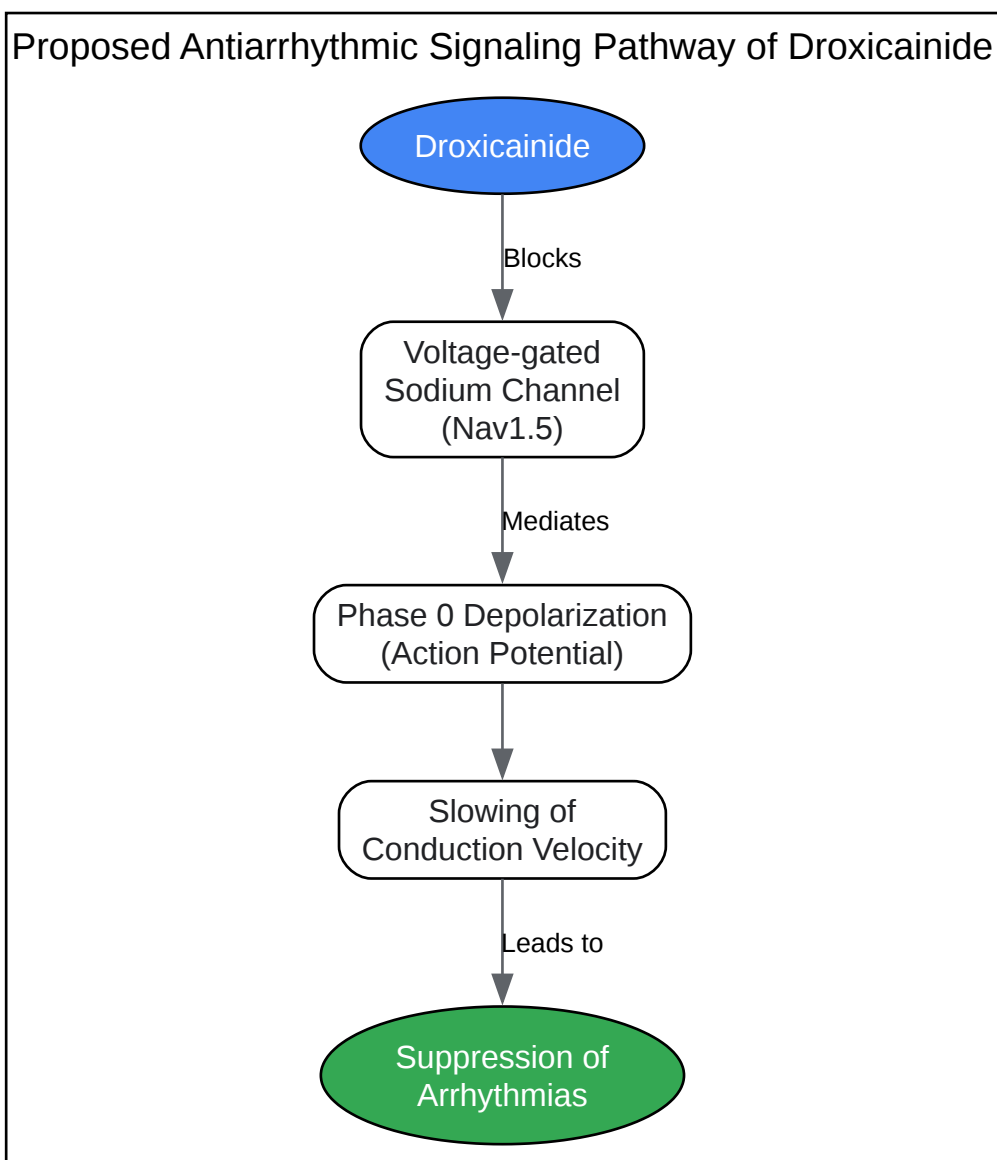 Proposed Antiarrhythmic Signaling Pathway of Droxicainide
Droxicainide
Blocks
Voltage-gated
Sodium Channel
(Nav1.5)
Mediates
Phase 0 Depolarization
(Action Potential)
Slowing of
Conduction Velocity
Leads to
Suppression of
Arrhythmias